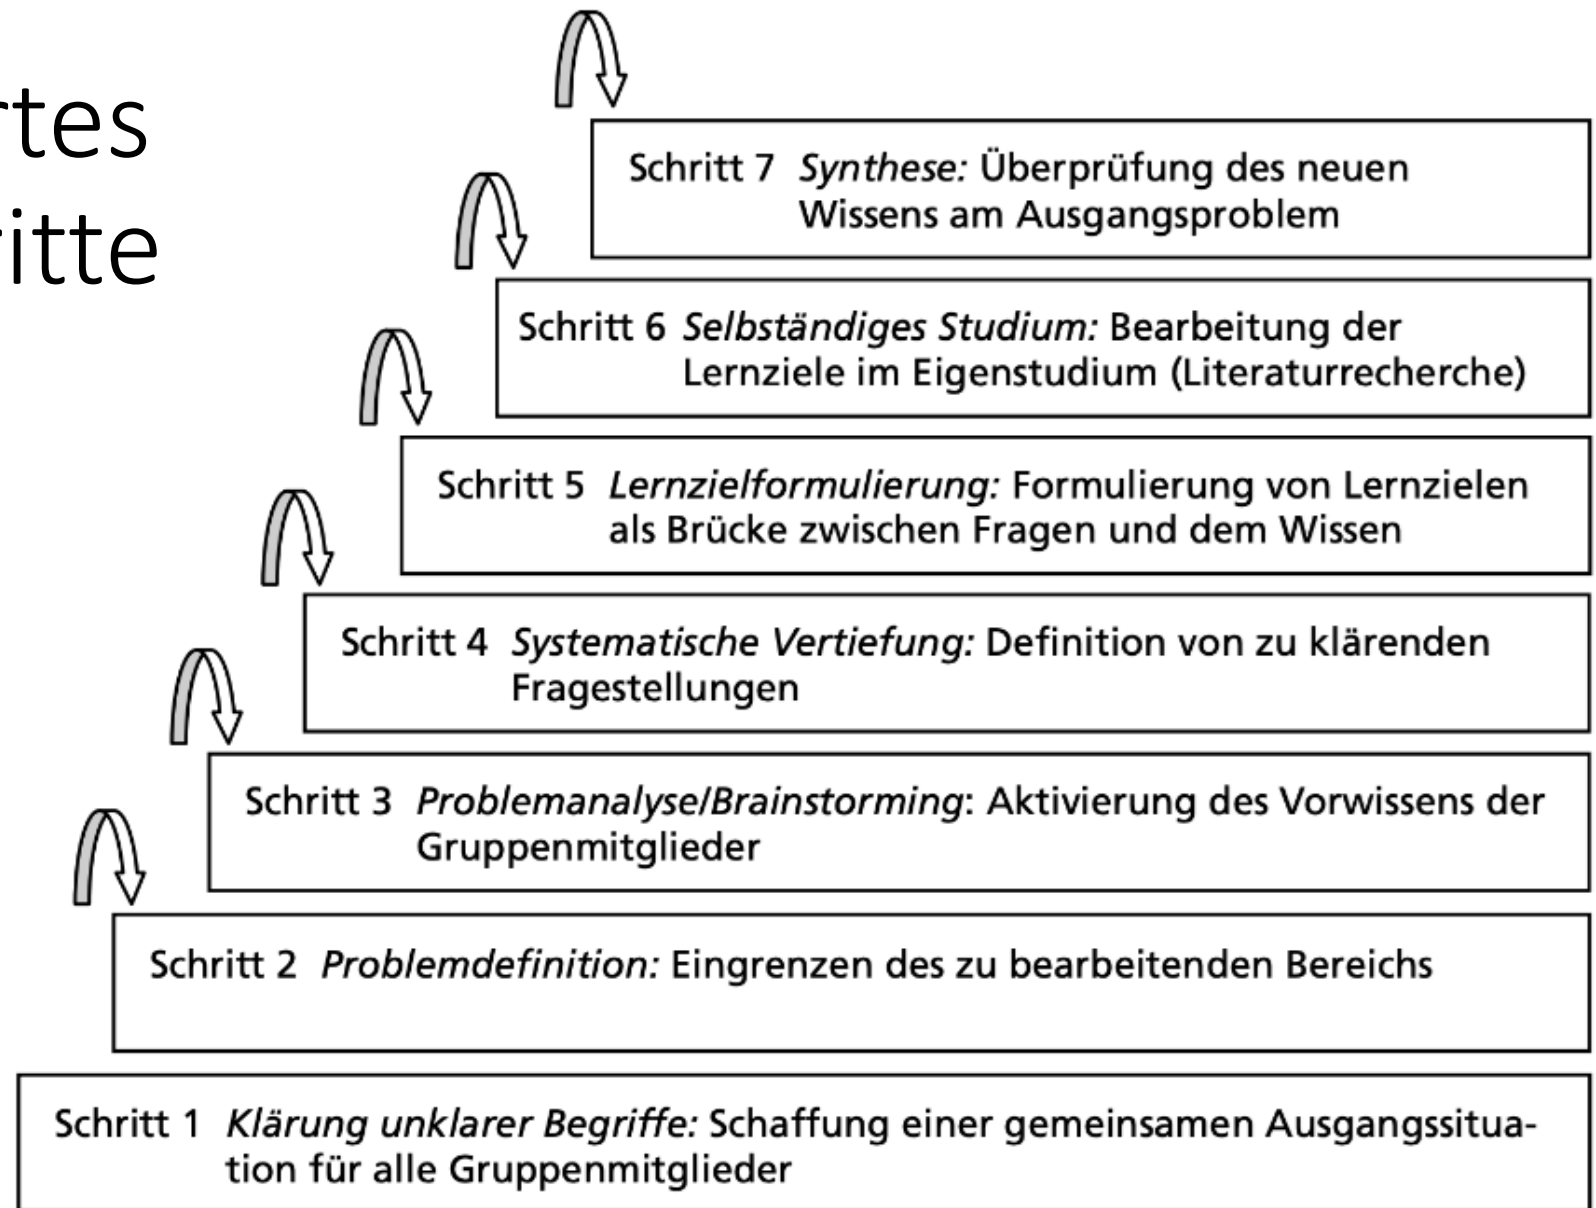 rtes
ritte
Schritt 7 Synthese: Überprüfung des neuen
Wissens am Ausgangsproblem
Schritt 6 Selbständiges Studium: Bearbeitung der
Lernziele im Eigenstudium (Literaturrecherche)
Schritt 5 Lernzielformulierung: Formulierung von Lernzielen
als Brücke zwischen Fragen und dem Wissen
Schritt 4 Systematische Vertiefung: Definition von zu klärenden
Fragestellungen
Schritt 3 Problemanalyse/Brainstorming: Aktivierung des Vorwissens der
Gruppenmitglieder
Schritt 2 Problemdefinition: Eingrenzen des zu bearbeitenden Bereichs
Schritt 1 Klärung unklarer Begriffe: Schaffung einer gemeinsamen Ausgangssitua-
tion für alle Gruppenmitglieder